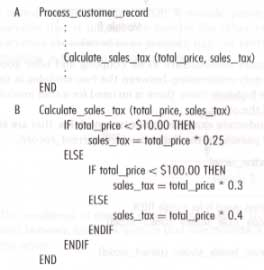 A Process_customer_record
:
:
Calculate_sales_tax (total_price, sales_tax)
:
:
END
B Calculate_sales_tax (total_price, sales_tax)
IF total_price < $10.00 THEN
sales_tax = total_price * 0.25
ELSE
IF total_price < $100.00 THEN
sales_tax = total_price * 0.3
ELSE
sales_tax = total_price * 0.4
ENDIF
ENDIF
END